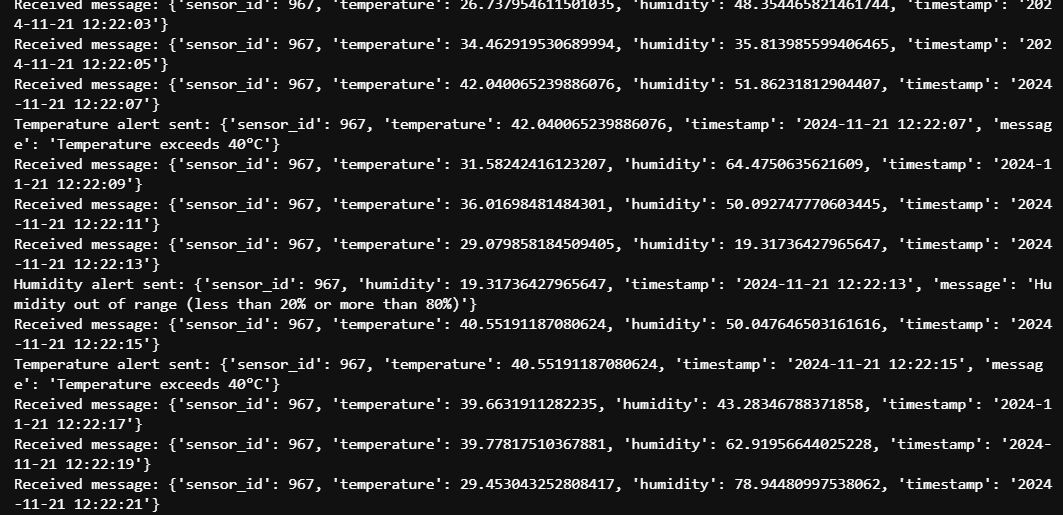 Received message: {'sensor_id': 967, 'temperature': 26.737954611501035, 'humidity': 48.354465821461744, 'timestamp': '202
4-11-21 12:22:03'}
Received message: {'sensor_id': 967, 'temperature': 34.462919530689994, 'humidity': 35.813985599406465, 'timestamp': '202
4-11-21 12:22:05'}
Received message: {'sensor_id': 967, 'temperature': 42.040065239886076, 'humidity': 51.86231812904407, 'timestamp': '2024
-11-21 12:22:07'}
Temperature alert sent: {'sensor_id': 967, 'temperature': 42.040065239886076, 'timestamp': '2024-11-21 12:22:07', 'messag
e': 'Temperature exceeds 40°C'}
Received message: {'sensor_id': 967, 'temperature': 31.58242416123207, 'humidity': 64.4750635621609, 'timestamp': '2024-1
1-21 12:22:09'}
Received message: {'sensor_id': 967, 'temperature': 36.01698481484301, 'humidity': 50.092747770603445, 'timestamp': '2024
-11-21 12:22:11'}
Received message: {'sensor_id': 967, 'temperature': 29.079858184509405, 'humidity': 19.31736427965647, 'timestamp': '2024
-11-21 12:22:13'}
Humidity alert sent: {'sensor_id': 967, 'humidity': 19.31736427965647, 'timestamp': '2024-11-21 12:22:13', 'message': 'Hu
midity out of range (less than 20% or more than 80%)'}
Received message: {'sensor_id': 967, 'temperature': 40.55191187080624, 'humidity': 50.047646503161616, 'timestamp': '2024
-11-21 12:22:15'}
Temperature alert sent: {'sensor_id': 967, 'temperature': 40.55191187080624, 'timestamp': '2024-11-21 12:22:15', 'messag
e': 'Temperature exceeds 40°C'}
Received message: {'sensor_id': 967, 'temperature': 39.6631911282235, 'humidity': 43.28346788371858, 'timestamp': '2024-1
1-21 12:22:17'}
Received message: {'sensor_id': 967, 'temperature': 39.77817510367881, 'humidity': 62.91956644025228, 'timestamp': '2024-
11-21 12:22:19'}
Received message: {'sensor_id': 967, 'temperature': 29.453043252808417, 'humidity': 78.94480997538062, 'timestamp': '2024
-11-21 12:22:21'}